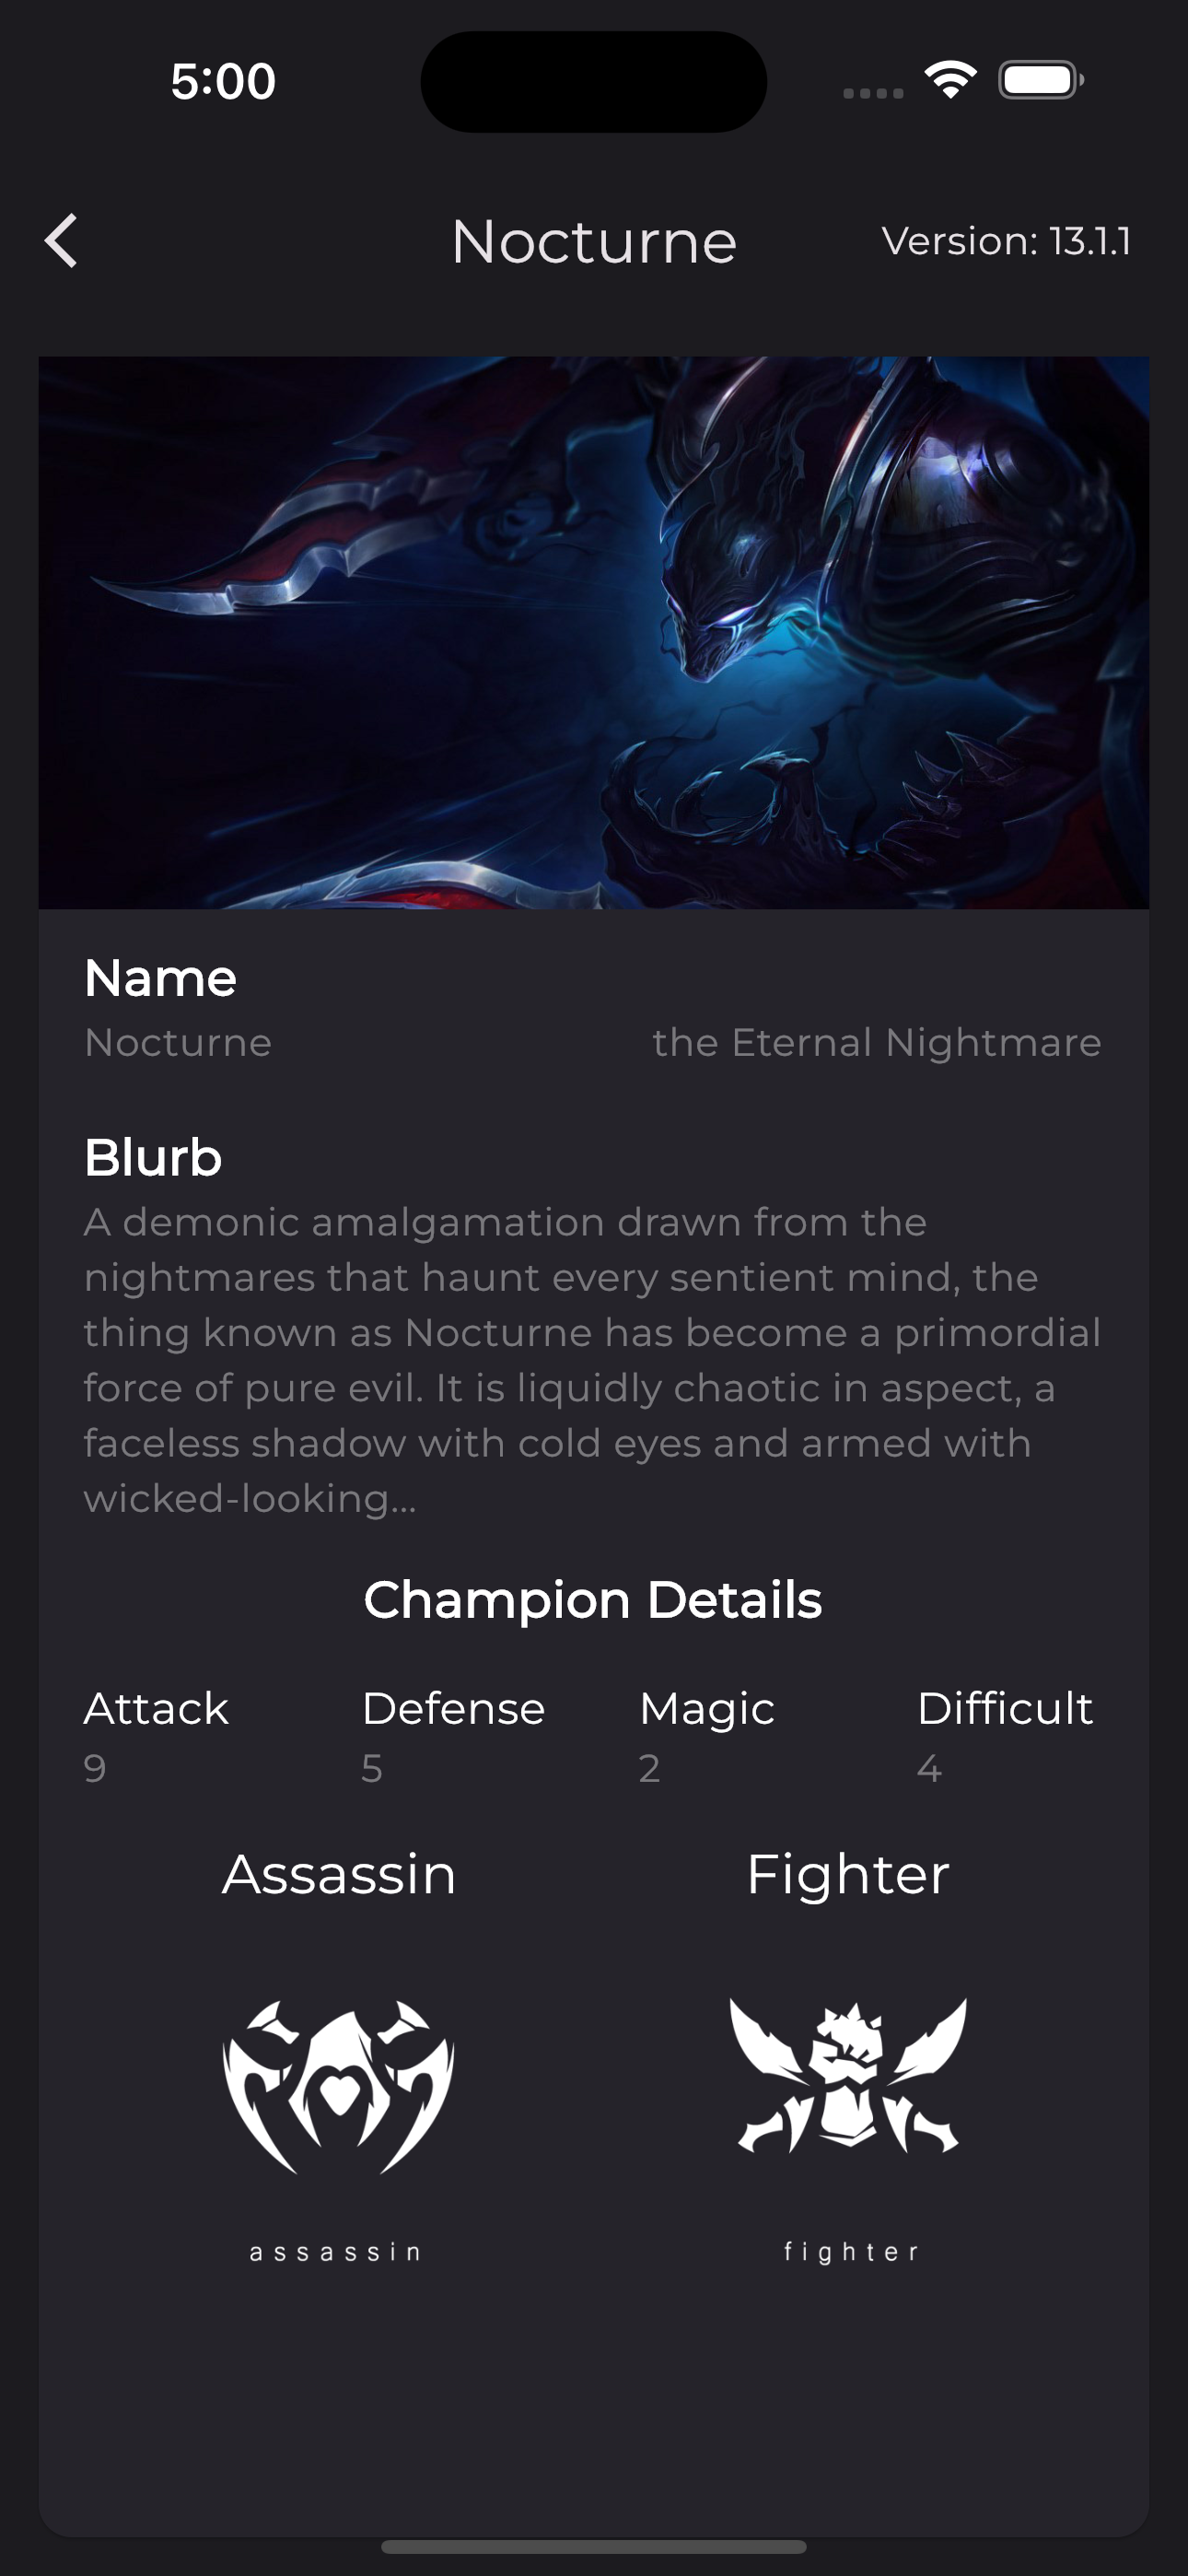 5:00
Nocturne
Version: 13.1.1
Name
Nocturne
the Eternal Nightmare
Blurb
A demonic amalgamation drawn from the
nightmares that haunt every sentient mind, the
thing known as Nocturne has become a primordial
force of pure evil. It is liquidly chaotic in aspect, a
faceless shadow with cold eyes and armed with
wicked-looking...
Champion Details
Attack Defense Magic Difficult
9 5 2 4
Assassin Fighter
assassin fighter